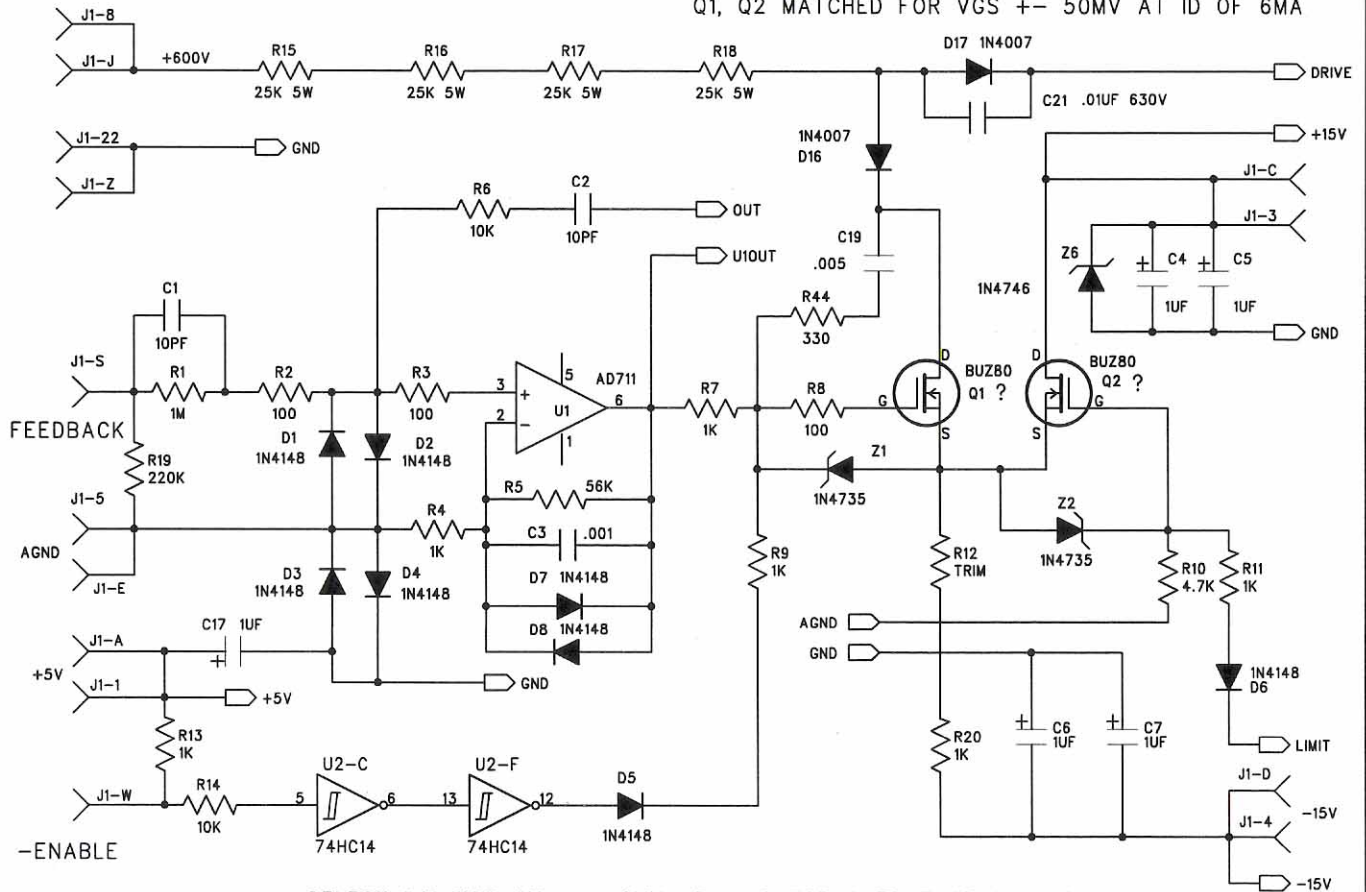 Q1, Q2 MATCHED FOR VGS +- 50MV AT ID OF 6MA
J1-8
J1-J
+600V
R15
25K 5W
R16
25K 5W
R17
25K 5W
R18
25K 5W
D17 1N4007
DRIVE
C21 .01UF 630V
1N4007
D16
+15V
J1-22
GND
J1-Z
J1-C
J1-3
R6
10K
C2
10PF
OUT
U1OUT
C19
.005
1N4746
Z6
+
C4
1UF
+
C5
1UF
GND
C1
10PF
R44
330
J1-S
R1
1M
R2
100
R3
100
3
+
2
-
5
U1
1
6
AD711
R7
1K
R8
100
G
D
S
BUZ80
Q1 ?
D
S
G
BUZ80
Q2 ?
FEEDBACK
R19
220K
D1
1N4148
D2
1N4148
Z1
1N4735
R5
56K
J1-5
AGND
J1-E
R4
1K
C3
.001
D7
1N4148
D8
1N4148
R9
1K
R12
TRIM
Z2
1N4735
R10
4.7K
R11
1K
D3
1N4148
D4
1N4148
AGND
GND
J1-A
C17
1UF
+
+5V
J1-1
+5V
GND
1N4148
D6
R13
1K
R20
1K
+
C6
1UF
+
C7
1UF
LIMIT
J1-W
R14
10K
U2-C
5
6
74HC14
U2-F
13
12
74HC14
D5
1N4148
J1-D
-15V
J1-4
-15V
-ENABLE